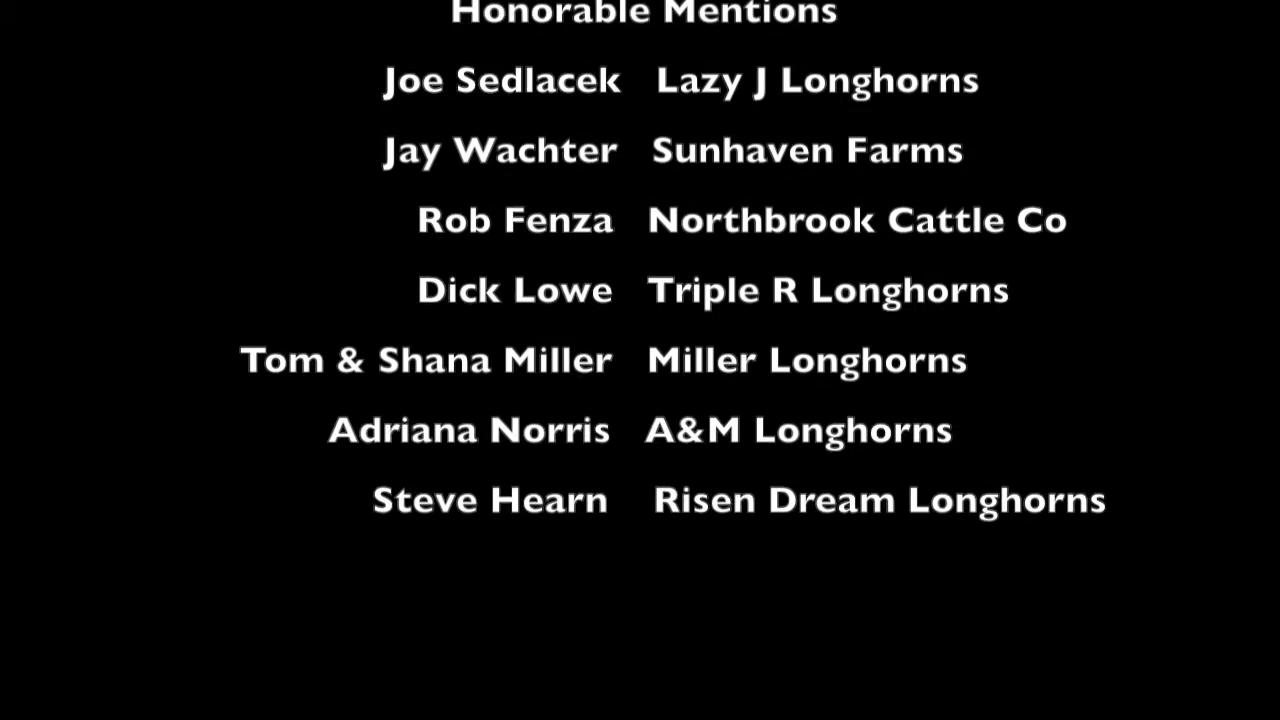 Honorable Mentions
Joe Sedlacek Lazy J Longhorns
Jay Wachter Sunhaven Farms
Rob Fenza Northbrook Cattle Co
Dick Lowe Triple R Longhorns
Tom & Shana Miller Miller Longhorns
Adriana Norris A&M Longhorns
Steve Hearn Risen Dream Longhorns